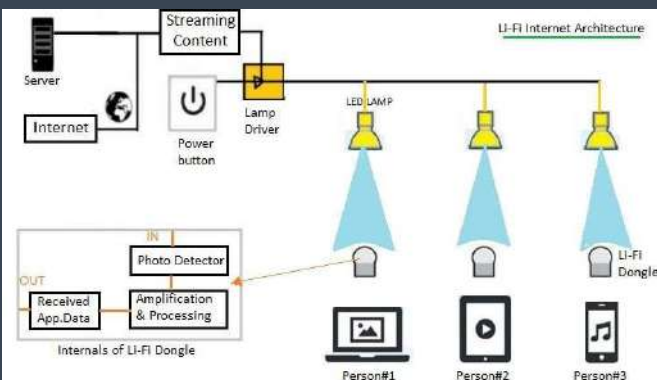 Streaming
Content
Li-Fi Internet Architecture
Server
Internet
Power
button
Lamp
Driver
LED LAMP
IN
Photo Detector
OUT
Received
App.Data
Amplification
& Processing
Internals of Li-Fi Dongle
Li-Fi
Dongle
Person#1
Person#2
Person#3